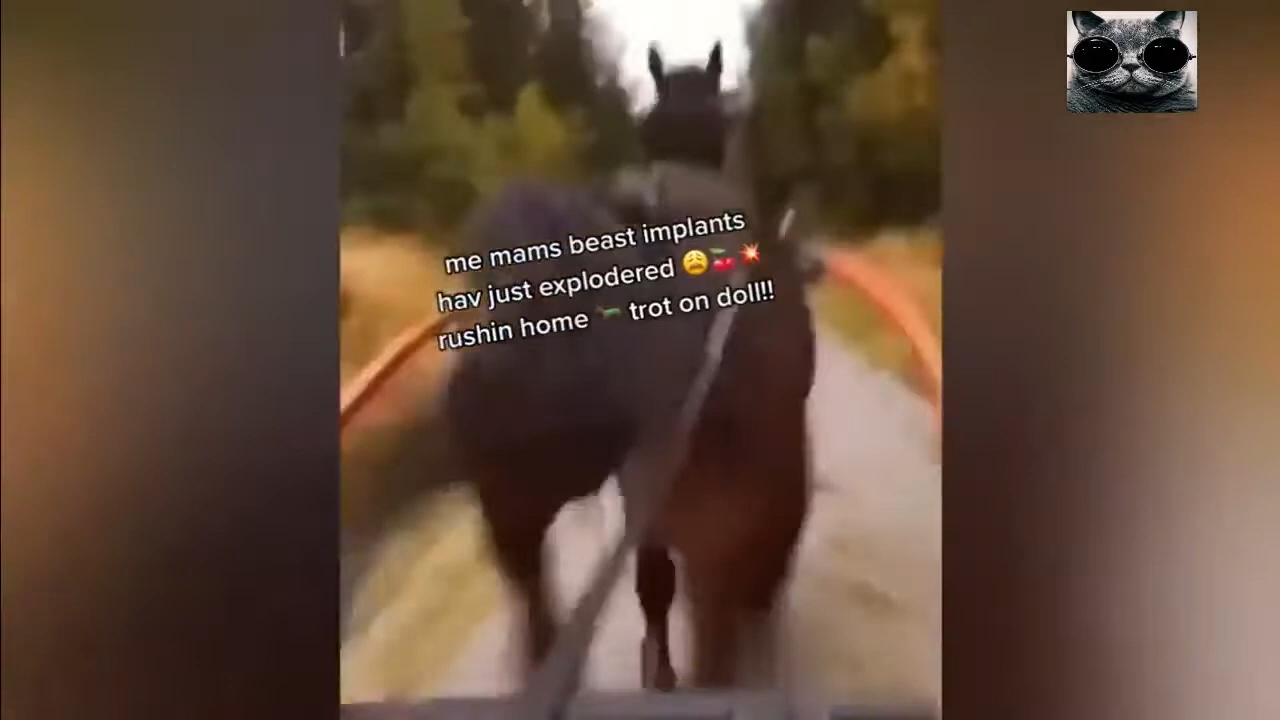 me mams beast implants
hav just explodered 😩🍒💥
rushin home 🐎 trot on doll!!